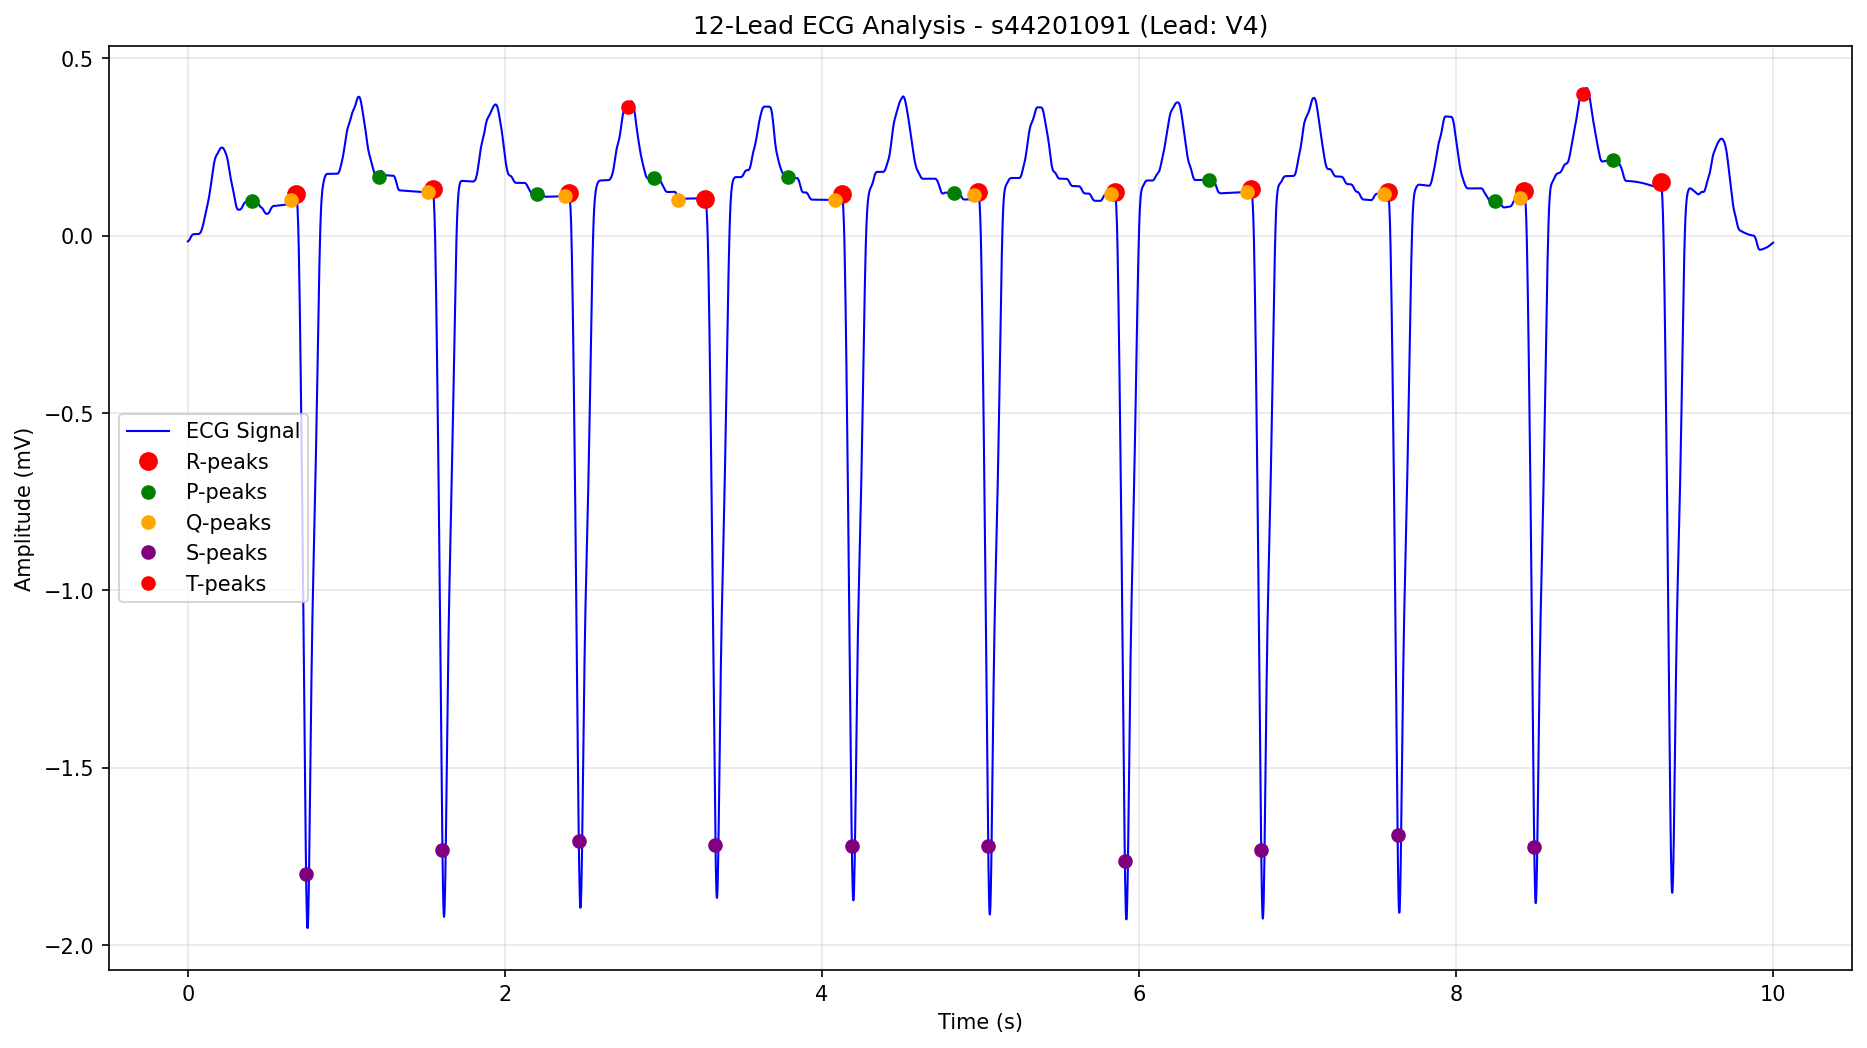 12-Lead ECG Analysis - s44201091 (Lead: V4)
Amplitude (mV)
0.5
0.0
−0.5
−1.0
−1.5
−2.0
ECG Signal
R-peaks
P-peaks
Q-peaks
S-peaks
T-peaks
0 2 4 6 8 10
Time (s)